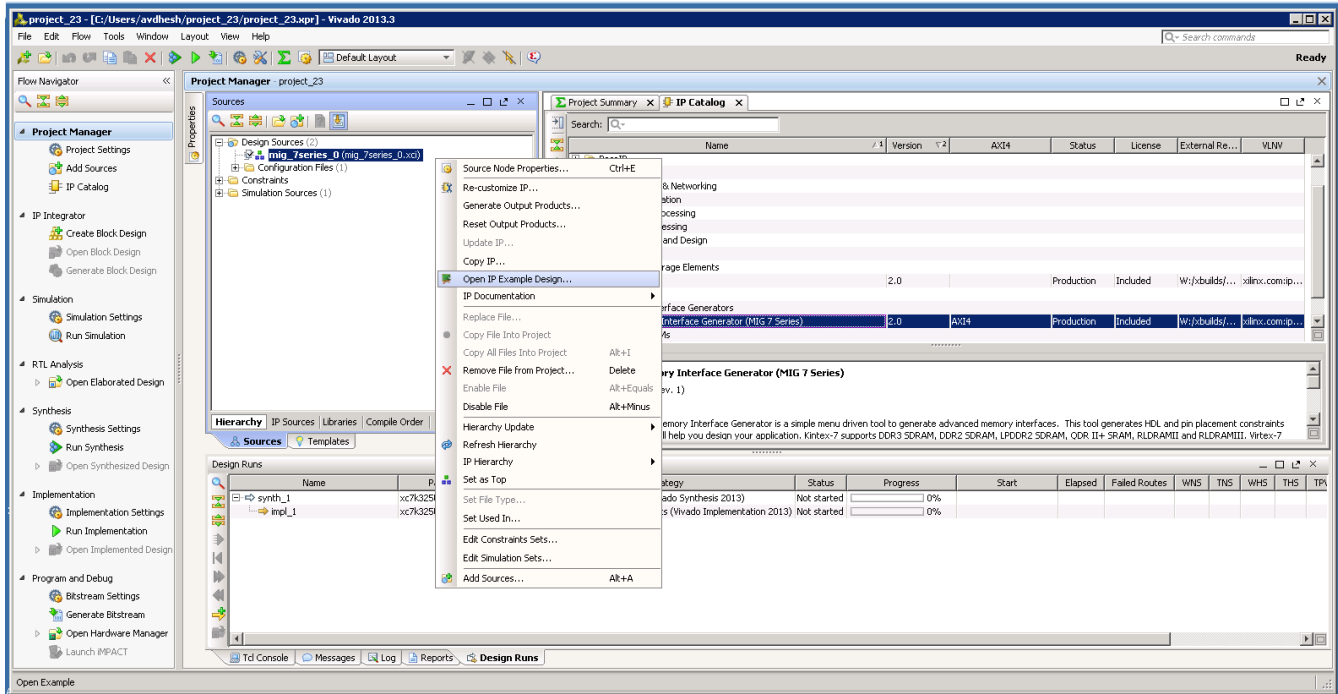 project_23 - [C:/Users/avdhesh/project_23/project_23.xpr] - Vivado 2013.3
File Edit Flow Tools Window Layout View Help
Search commands
Default Layout
Ready
Flow Navigator
Project Manager
Project Settings
Add Sources
IP Catalog
IP Integrator
Create Block Design
Open Block Design
Generate Block Design
Simulation
Simulation Settings
Run Simulation
RTL Analysis
Open Elaborated Design
Synthesis
Synthesis Settings
Run Synthesis
Open Synthesized Design
Implementation
Implementation Settings
Run Implementation
Open Implemented Design
Program and Debug
Bitstream Settings
Generate Bitstream
Open Hardware Manager
Launch iMPACT
Project Manager - project_23
Properties
Sources
Design Sources (2)
mig_7series_0 (mig_7series_0.xci)
Configuration Files (1)
Constraints
Simulation Sources (1)
Hierarchy IP Sources Libraries Compile Order
Sources Templates
Source Node Properties... Ctrl+E
Re-customize IP...
Generate Output Products...
Reset Output Products...
Update IP...
Copy IP...
Open IP Example Design...
IP Documentation
Replace File...
Copy File Into Project
Copy All Files Into Project Alt+I
Remove File from Project... Delete
Enable File Alt+Equals
Disable File Alt+Minus
Hierarchy Update
Refresh Hierarchy
IP Hierarchy
Set as Top
Set File Type...
Set Used In...
Edit Constraints Sets...
Edit Simulation Sets...
Add Sources... Alt+A
Project Summary IP Catalog
Search:
Name 1 Version 2 AXI4 Status License External Re... VLNV
& Networking
ation
ocessing
essing
and Design
rage Elements
2.0 Production Included W:/xbuilds/... xilinx.com:ip...
erface Generators
Interface Generator (MIG 7 Series) 2.0 AXI4 Production Included W:/xbuilds/... xilinx.com:ip...
ory Interface Generator (MIG 7 Series)
ev. 1)
emory Interface Generator is a simple menu driven tool to generate advanced memory interfaces. This tool generates HDL and pin placement constraints
ll help you design your application. Kintex-7 supports DDR3 SDRAM, DDR2 SDRAM, LPDDR2 SDRAM, QDR II+ SRAM, RLDRAMII and RLDRAMIII. Virtex-7
Design Runs
Name Pa ategy Status Progress Start Elapsed Failed Routes WNS TNS WHS THS TPV
synth_1 xc7k325 ado Synthesis 2013) Not started 0%
impl_1 xc7k325 s (Vivado Implementation 2013) Not started 0%
Tcl Console Messages Log Reports Design Runs
Open Example